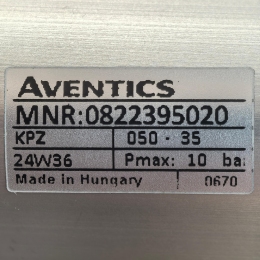 AVENTICS
MNR:0822395020
KPZ 050 - 35
24W36 Pmax: 10 ba
Made in Hungary 0670